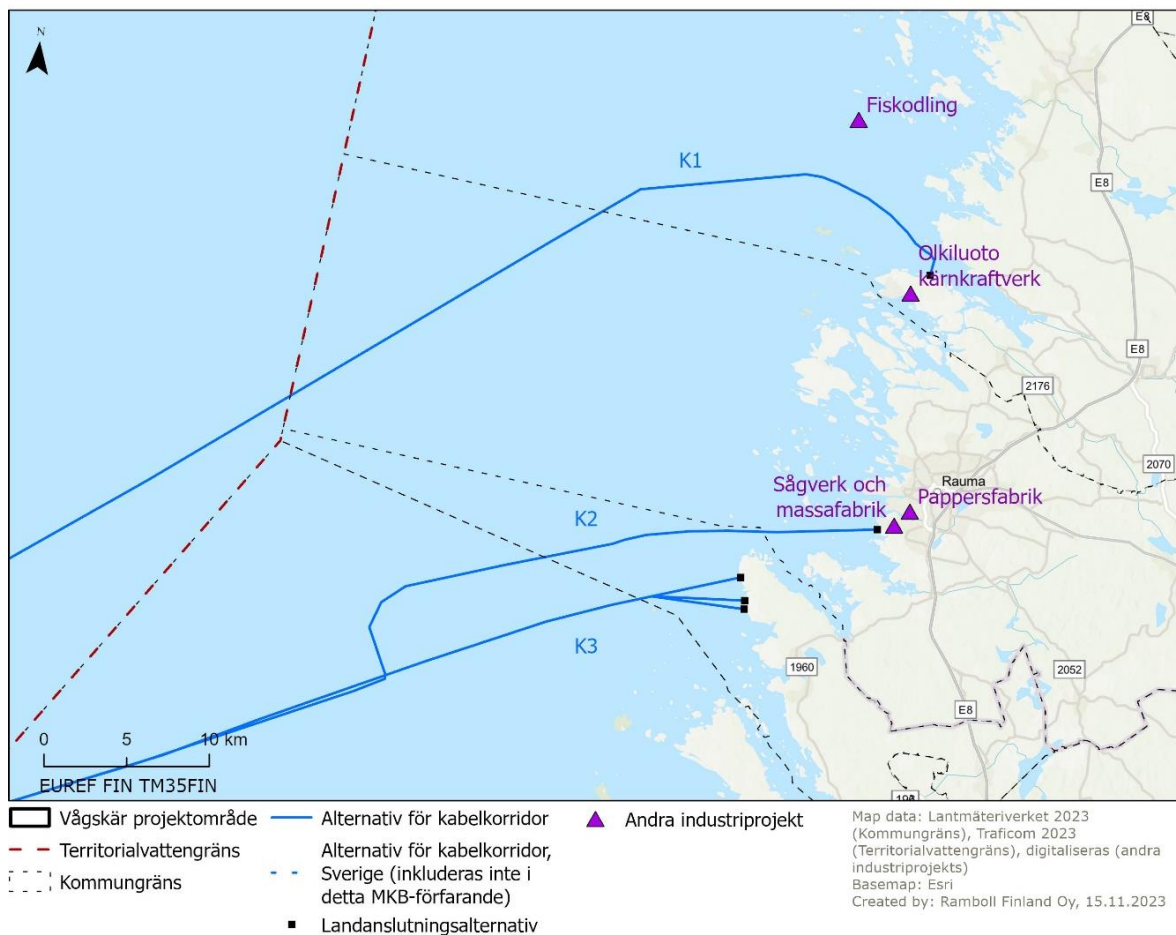 N
Fiskodling
E8
K1
E8
Olkiluoto
kärnkraftverk
E8
2176
2070
Rauma
Sågverk och
massafabrik
Pappersfabrik
K2
K3
1960
2052
E8
0 5 10 km
EUREF FIN TM35FIN
Vågskär projektområde
Territorialvattengräns
Kommungräns
Alternativ för kabelkorridor
Alternativ för kabelkorridor,
Sverige (inkluderas inte i
detta MKB-förfarande)
Landanslutningsalternativ
Andra industriprojekt
Map data: Lantmäteriverket 2023
(Kommungräns), Traficom 2023
(Territorialvattengräns), digitaliseras (andra
industriprojekts)
Basemap: Esri
Created by: Ramboll Finland Oy, 15.11.2023